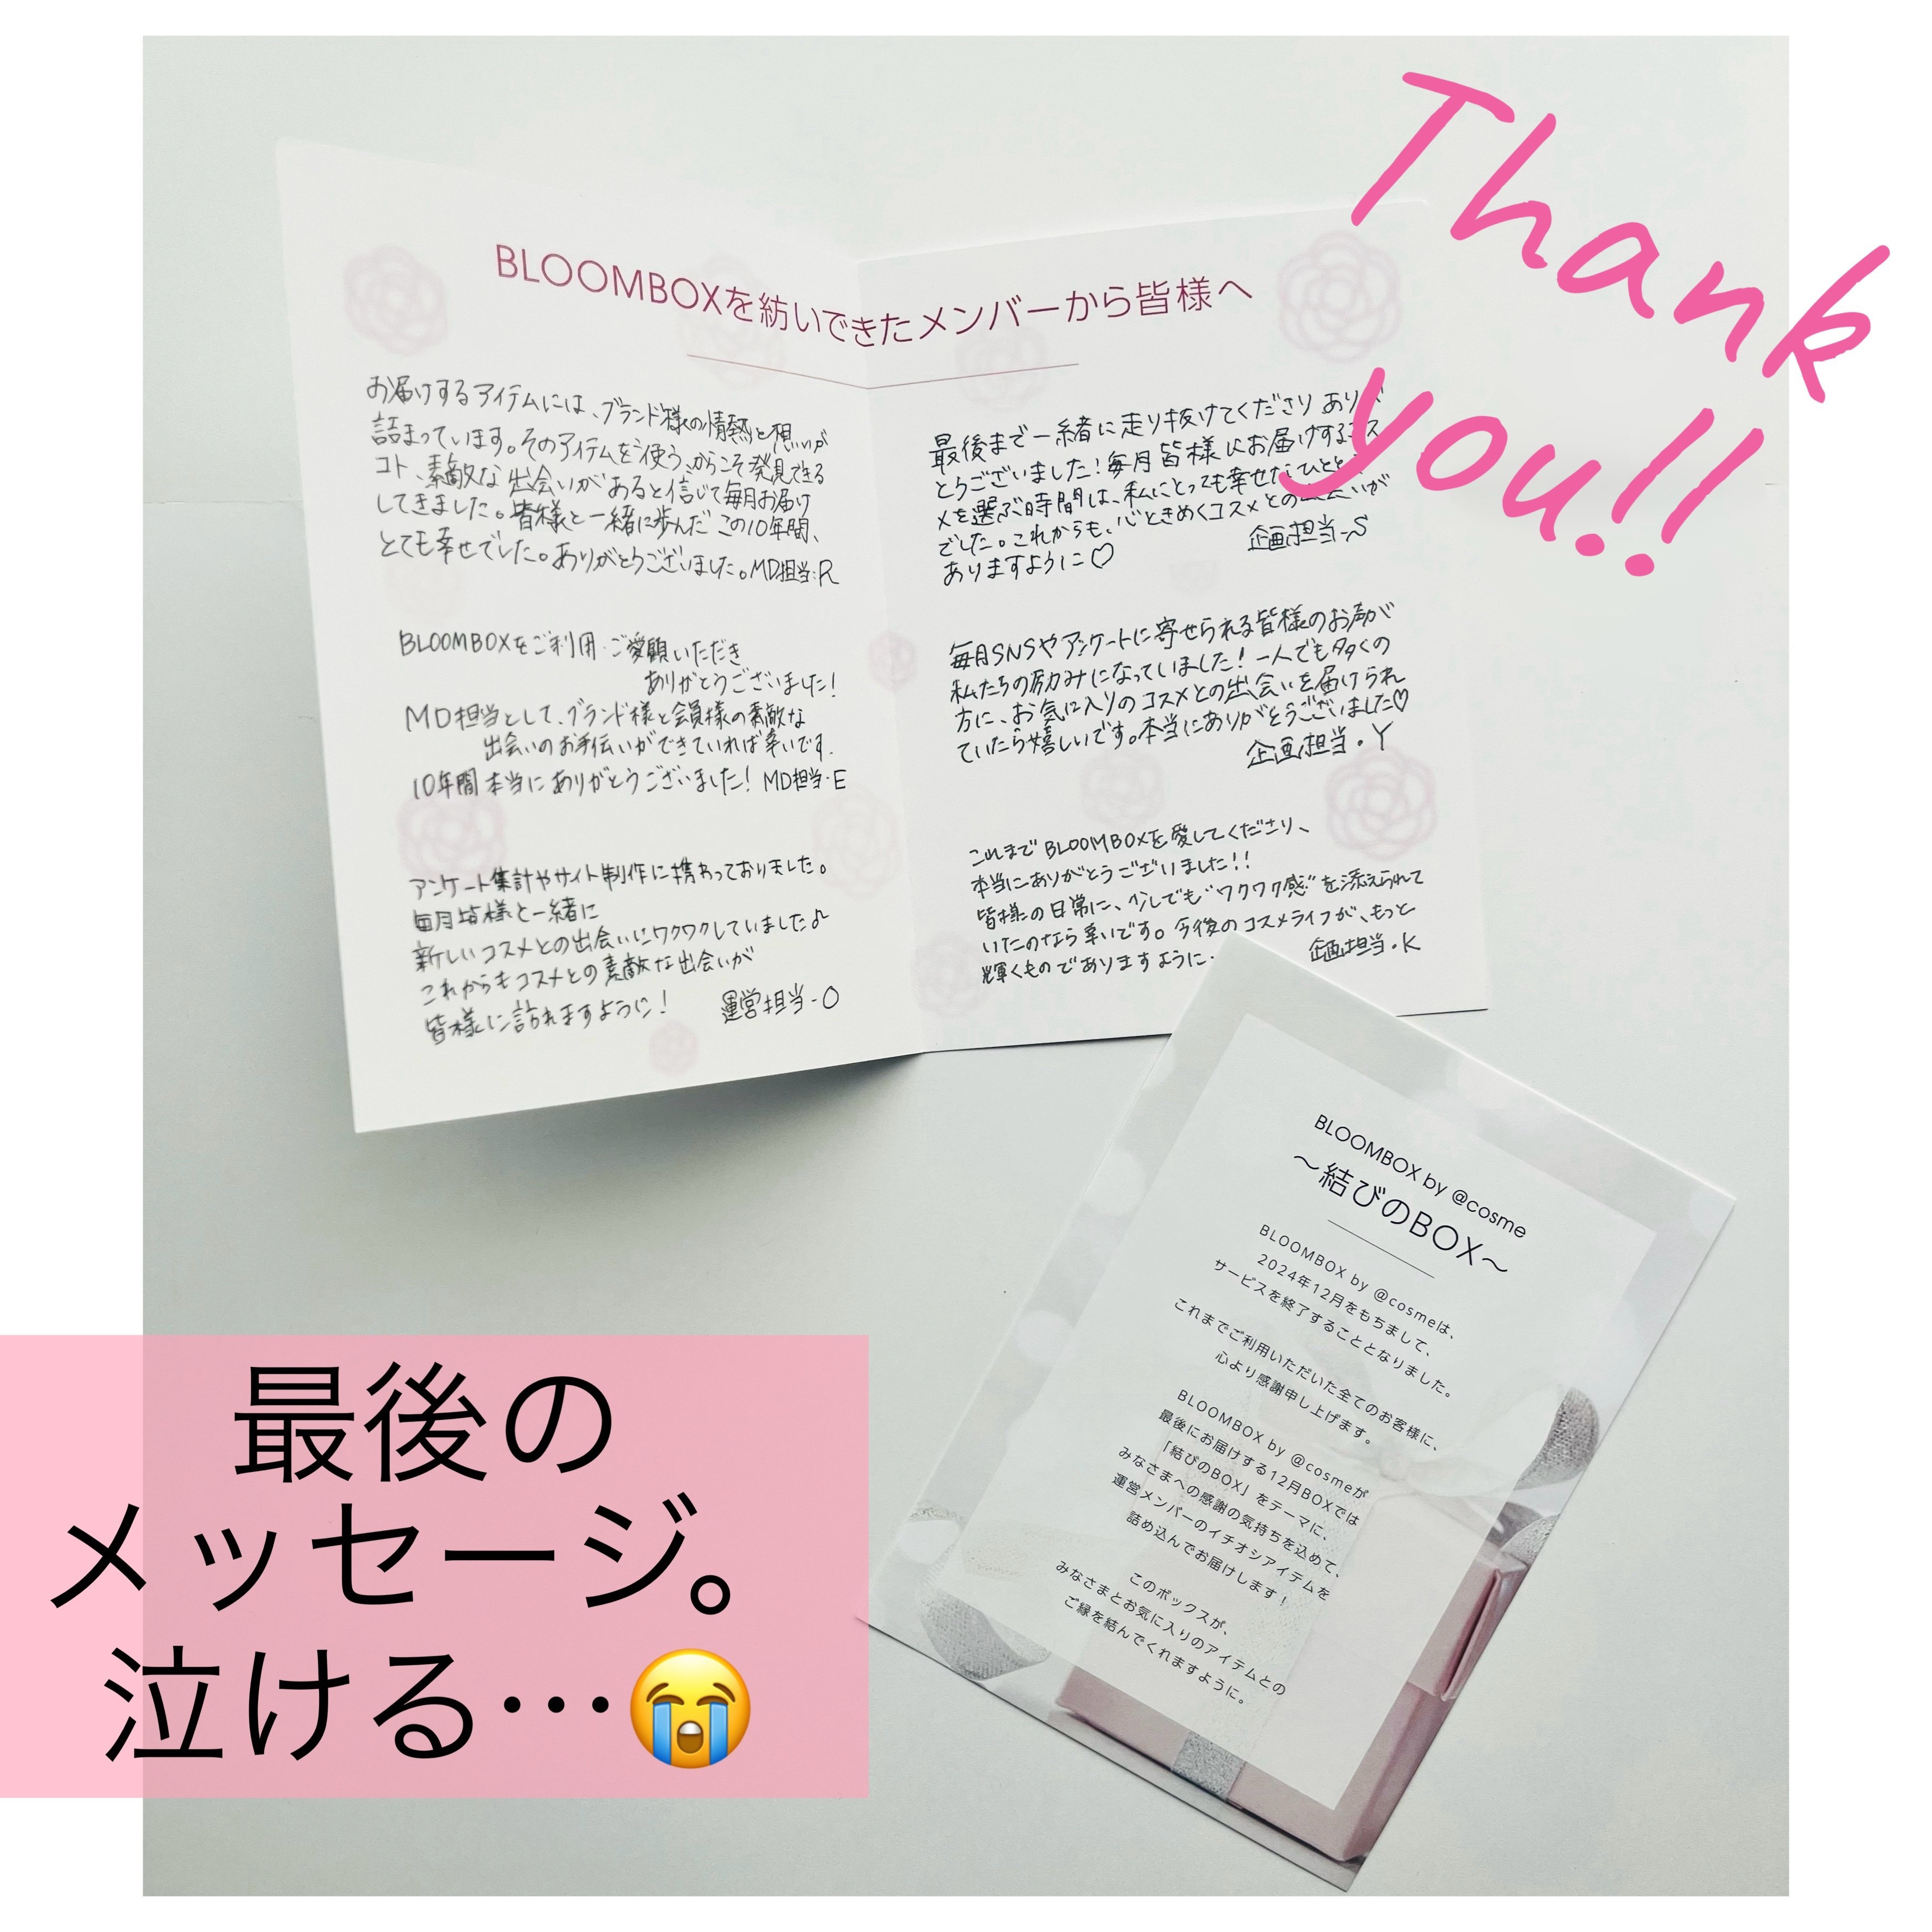 Thank
you!!
BLOOMBOXを紡いできたメンバーから皆様へ
お届けするアイテムには、ブランド様の情熱と想いが
詰まっています。そのアイテムを使うからこそ発見できる
コト、素敵な出会いがあると信じて毎月お届け
してきました。皆様と一緒に歩んだこの10年間、
とても幸せでした。ありがとうございました。MD担当:R
BLOOMBOXをご利用・ご愛顧いただき
ありがとうございました!
MD担当として、ブランド様と会員様の素敵な
出会いのお手伝いができていれば幸いです.
10年間本当にありがとうございました! MD担当・E
アンケート集計やサイト制作に携わっておりました。
毎月皆様と一緒に
新しいコスメとの出会いにワクワクしていました♪
これからもコスメとの素敵な出会いが
皆様に訪れますように! 運営担当-O
最後まで一緒に走り抜けてくださり ありが
とうございました!毎月皆様にお届けするコス
メを選ぶ時間は、私にとっても幸せなひととき
でした。これからも、心ときめくコスメとの出会いが
ありますように♡ 企画担当-S
毎月SNSやアンケートに寄せられる皆様のお声が
私たちの励みになっていました!一人でも多くの
方に、お気に入りのコスメとの出会いを届けられ
ていたら嬉しいです。本当にありがとうございました♡
企画担当・Y
これまでBLOOMBOXを愛してくださり、
本当にありがとうございました!!
皆様の日常に、少しでも"ワクワク感"を添えられて
いたのなら幸いです。今後のコスメライフが、もっと
輝くものでありますように. 企画担当・K
BLOOMBOX by @cosme
～結びのBOX～
BLOOMBOX by @cosmeは、
2024年12月をもちまして、
サービスを終了することとなりました。
これまでご利用いただいた全てのお客様に、
心より感謝申し上げます。
BLOOMBOX by @cosmeが
最後にお届けする12月BOXでは
「結びのBOX」をテーマに、
みなさまへの感謝の気持ちを込めて、
運営メンバーのイチオシアイテムを
詰め込んでお届けします!
このボックスが、
みなさまとお気に入りのアイテムとの
ご縁を結んでくれますように。
最後の
メッセージ。
泣ける…😭